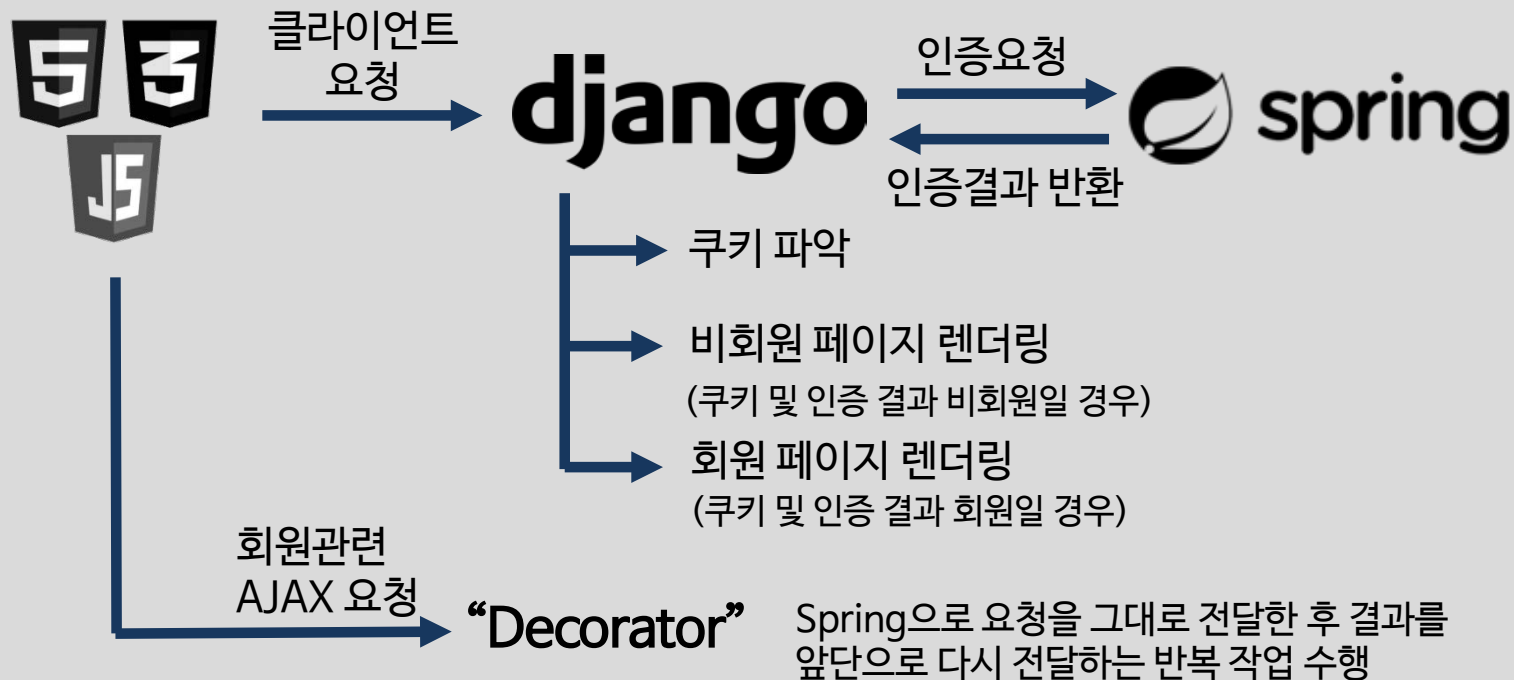 5
3
JS
클라이언트
요청
django
인증요청
인증결과 반환
spring
쿠키 파악
비회원 페이지 렌더링
(쿠키 및 인증 결과 비회원일 경우)
회원 페이지 렌더링
(쿠키 및 인증 결과 회원일 경우)
회원관련
AJAX 요청
“Decorator”
Spring으로 요청을 그대로 전달한 후 결과를
앞단으로 다시 전달하는 반복 작업 수행